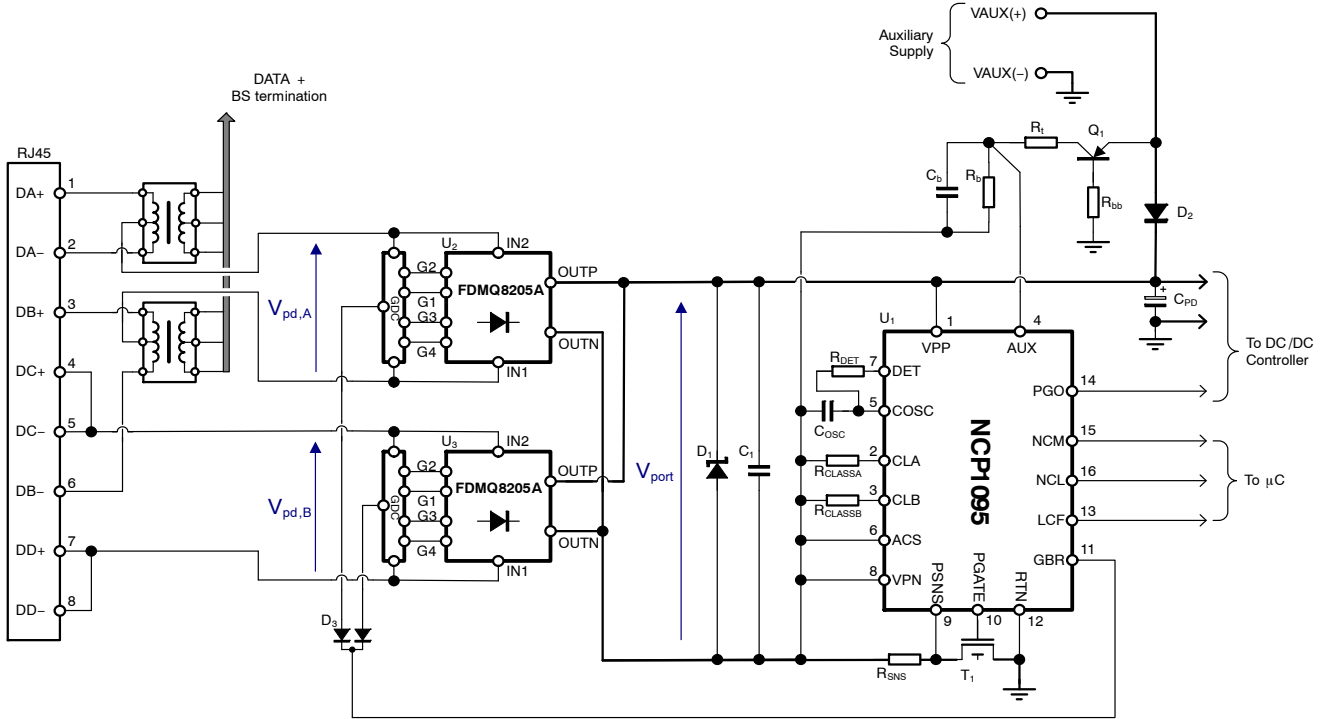 VAUX(+)
Auxiliary
Supply
VAUX(−)
DATA +
BS termination
RJ45
DA+
1
DA−
2
DB+
3
DC+
4
DC−
5
DB−
6
DD+
7
DD−
8
Rt
Q1
Cb
Rb
Rbb
D2
Vpd,A
GDC
G2
G1
G3
G4
U2
IN2
FDMQ8205A
OUTP
OUTN
IN1
Vpd,B
GDC
G2
G1
G3
G4
U3
IN2
FDMQ8205A
OUTP
OUTN
IN1
D3
Vport
D1
C1
+
CPD
To DC/DC
Controller
U1
1
VPP
4
AUX
RDET
7
DET
5
COSC
COSC
2
CLA
RCLASSA
3
CLB
RCLASSB
6
ACS
8
VPN
NCP1095
PGO
14
NCM
15
NCL
16
LCF
13
GBR
11
To µC
PSNS
9
PGATE
10
RTN
12
RSNS
T1